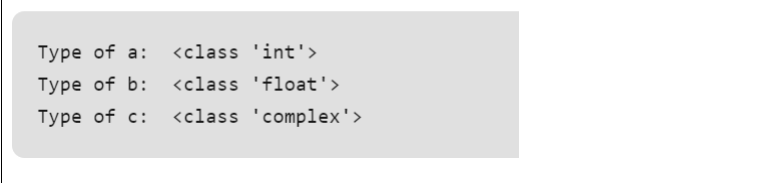 Type of a:  <class 'int'>
Type of b:  <class 'float'>
Type of c:  <class 'complex'>